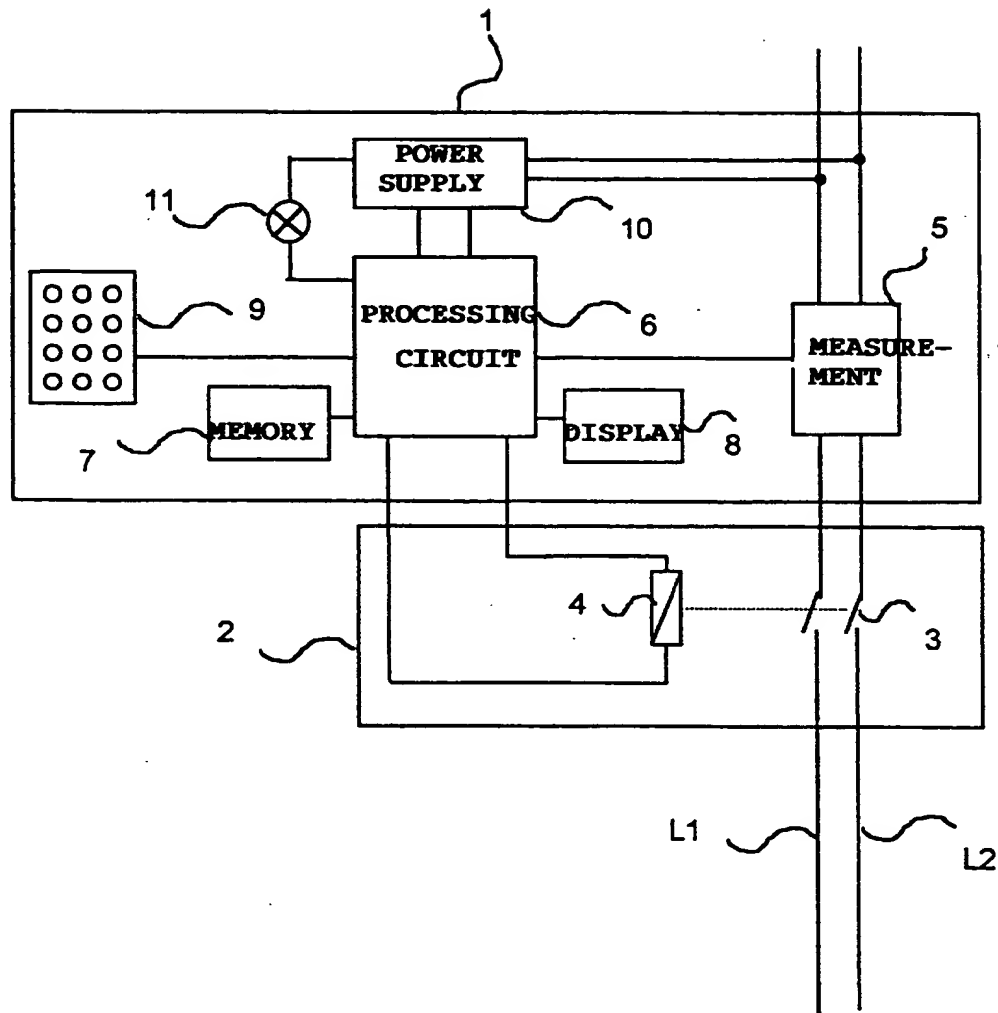 1
POWER
SUPPLY
11
10
5
9
PROCESSING
CIRCUIT
6
MEASURE-
MENT
MEMORY
7
DISPLAY
8
4
2
3
L1
L2